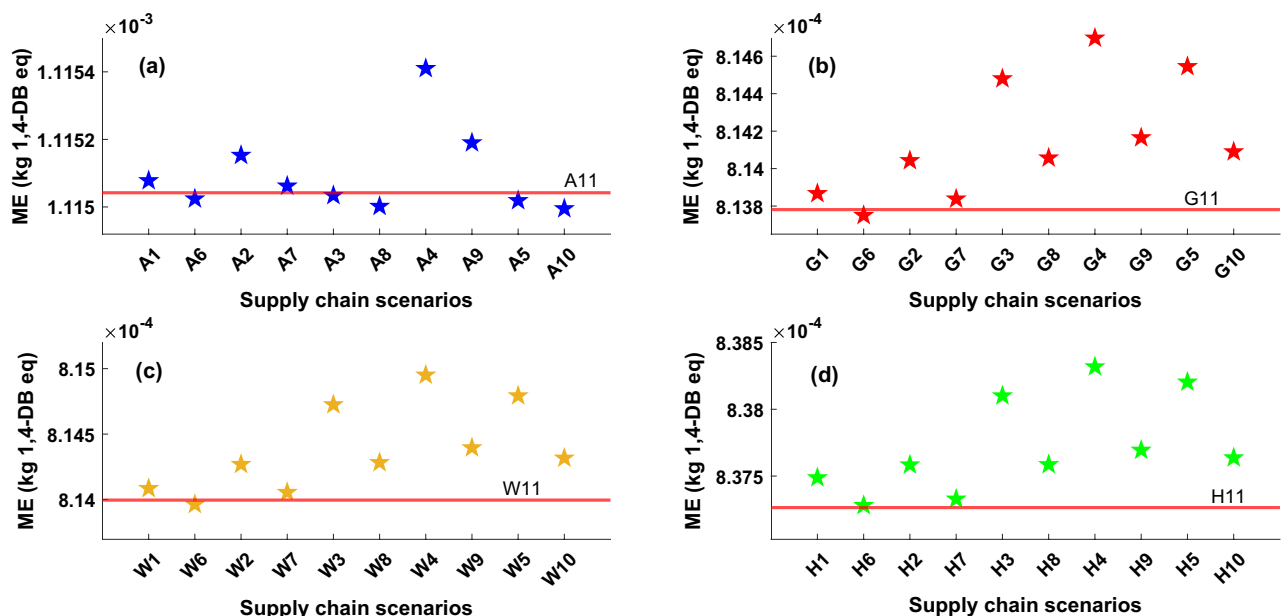 ×10-3
(a)
ME (kg 1,4-DB eq)
1.1154
1.1152
1.115
A11
A1 A6 A2 A7 A3 A8 A4 A9 A5 A10
Supply chain scenarios
×10-4
(b)
ME (kg 1,4-DB eq)
8.146
8.144
8.142
8.14
8.138
G11
G1 G6 G2 G7 G3 G8 G4 G9 G5 G10
Supply chain scenarios
×10-4
(c)
ME (kg 1,4-DB eq)
8.15
8.145
8.14
W11
W1 W6 W2 W7 W3 W8 W4 W9 W5 W10
Supply chain scenarios
×10-4
(d)
ME (kg 1,4-DB eq)
8.385
8.38
8.375
H11
H1 H6 H2 H7 H3 H8 H4 H9 H5 H10
Supply chain scenarios